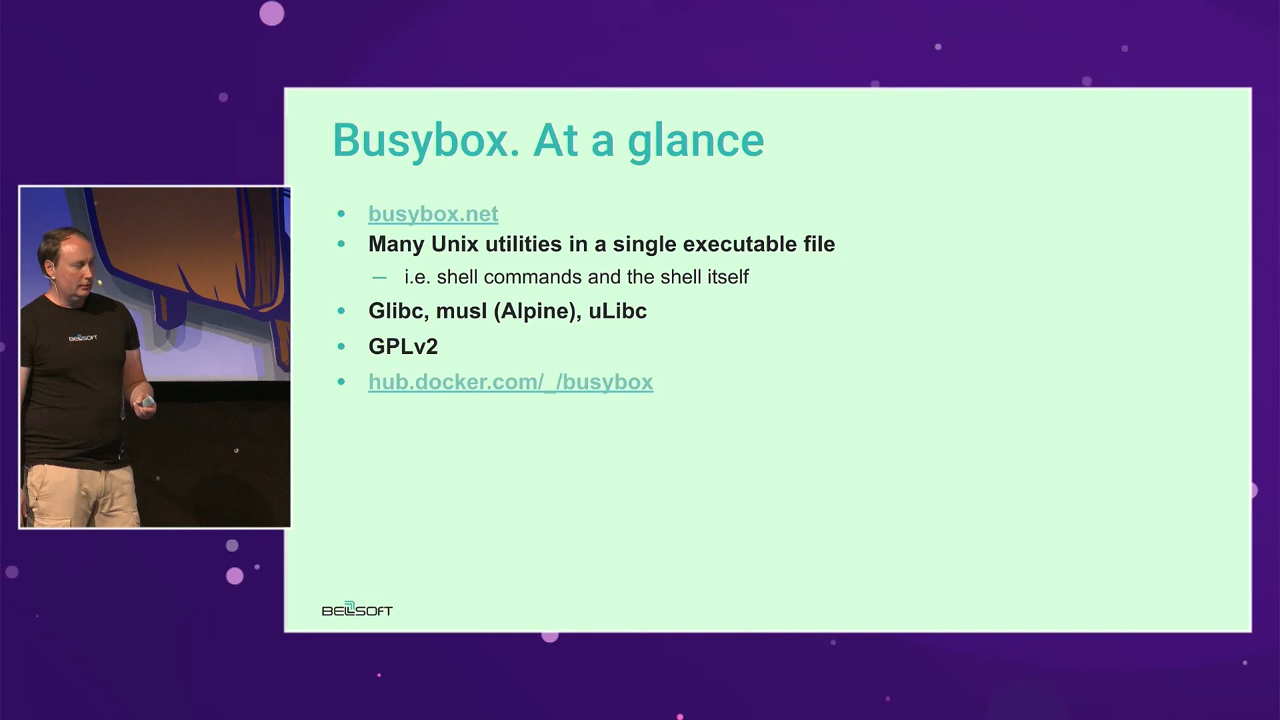 Busybox. At a glance
busybox.net
Many Unix utilities in a single executable file
i.e. shell commands and the shell itself
Glibc, musl (Alpine), uLibc
GPLv2
hub.docker.com/_/busybox
BELLSOFT
BELLSOFT